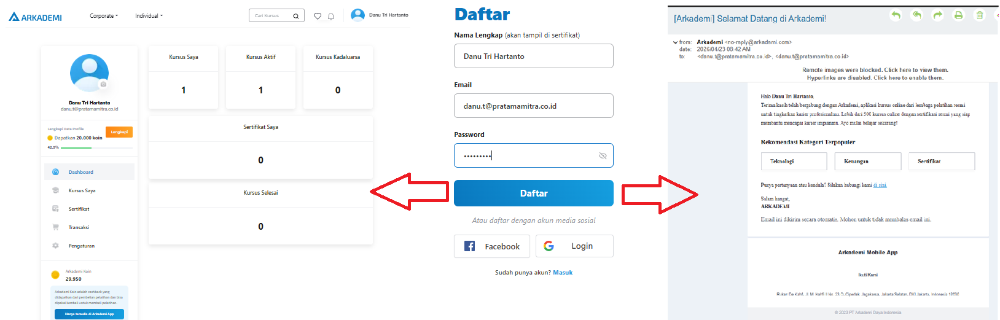 ARKADEMI
Corporate
Individual
Cari Kursus
Danu Tri Hartanto
Danu Tri Hartanto
danu.t@pratamamitra.co.id
Lengkapi Data Profile
Dapatkan 20.000 koin
Lengkapi
42.9%
Dashboard
Kursus Saya
Sertifikat
Transaksi
Pengaturan
Arkademi Koin
29.950
Arkademi Koin adalah cashback yang
didapatkan dari pembelian pelatihan dan bisa
dipakai kembali untuk membeli pelatihan.
Hanya tersedia di Arkademi App
Kursus Saya
1
Kursus Aktif
1
Kursus Kadaluarsa
0
Sertifikat Saya
0
Kursus Selesai
0
Daftar
Nama Lengkap (akan tampil di sertifikat)
Danu Tri Hartanto
Email
danu.t@pratamamitra.co.id
Password
•••••••••
Daftar
Atau daftar dengan akun media sosial
Facebook
Login
Sudah punya akun? Masuk
[Arkademi] Selamat Datang di Arkademi!
from: Arkademi <no-reply@arkademi.com>
date: 2026/04/23 08:42 AM
to: <danu.t@pratamamitra.co.id>, <danu.t@pratamamitra.co.id>
Remote images were blocked. Click here to view them.
Hyperlinks are disabled. Click here to enable them.
Halo Danu Tri Hartanto,
Terima kasih telah bergabung dengan Arkademi, aplikasi kursus online dari lembaga pelatihan resmi
untuk tingkatkan karier profesionalmu. Lebih dari 500 kursus online dengan sertifikasi resmi yang siap
membantu mencapai karier impianmu. Ayo mulai belajar sekarang!
Rekomendasi Kategori Terpopuler
Teknologi
Keuangan
Sertifikat
Punya pertanyaan atau kendala? Silakan hubungi kami di sini.
Salam hangat,
ARKADEMI
Email ini dikirim secara otomatis. Mohon untuk tidak membalas email ini.
Arkademi Mobile App
Ikuti Kami
Rukan De Kahfi, Jl. M. Kahfi II No. 23 D, Cipedak, Jagakarsa, Jakarta Selatan, DKI Jakarta, Indonesia 12630
© 2023 PT Arkademi Daya Indonesia